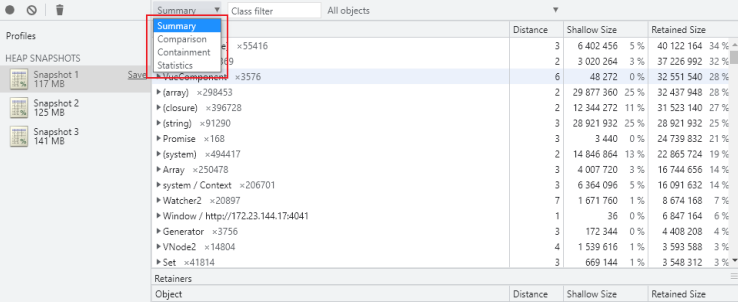 Summary ▼ Class filter All objects ▼
Summary
Comparison
Containment
Statistics
Profiles
HEAP SNAPSHOTS
Snapshot 1 Save
117 MB
Snapshot 2
125 MB
Snapshot 3
141 MB
Distance Shallow Size Retained Size
×55416 3 6 402 456 5 % 40 122 164 34 %
2 3 020 264 3 % 37 226 992 32 %
VueComponent ×3576 6 48 272 0 % 32 551 540 28 %
(array) ×298453 2 29 877 360 25 % 32 437 948 28 %
(closure) ×396728 2 12 344 272 11 % 31 523 140 27 %
(string) ×91290 3 28 921 932 25 % 28 921 932 25 %
Promise ×168 3 3 440 0 % 24 739 832 21 %
(system) ×494417 2 14 846 864 13 % 22 865 724 19 %
Array ×250478 3 4 007 720 3 % 16 744 656 14 %
system / Context ×206701 3 6 364 096 5 % 16 091 632 14 %
Watcher2 ×20897 7 1 671 760 1 % 8 674 168 7 %
Window / http://172.23.144.17:4041 1 36 0 % 6 847 164 6 %
Generator ×3756 3 172 344 0 % 4 408 208 4 %
VNode2 ×14804 4 1 539 616 1 % 3 593 588 3 %
Set ×41814 3 669 144 1 % 3 548 312 3 %
Retainers
Object Distance Shallow Size Retained Size